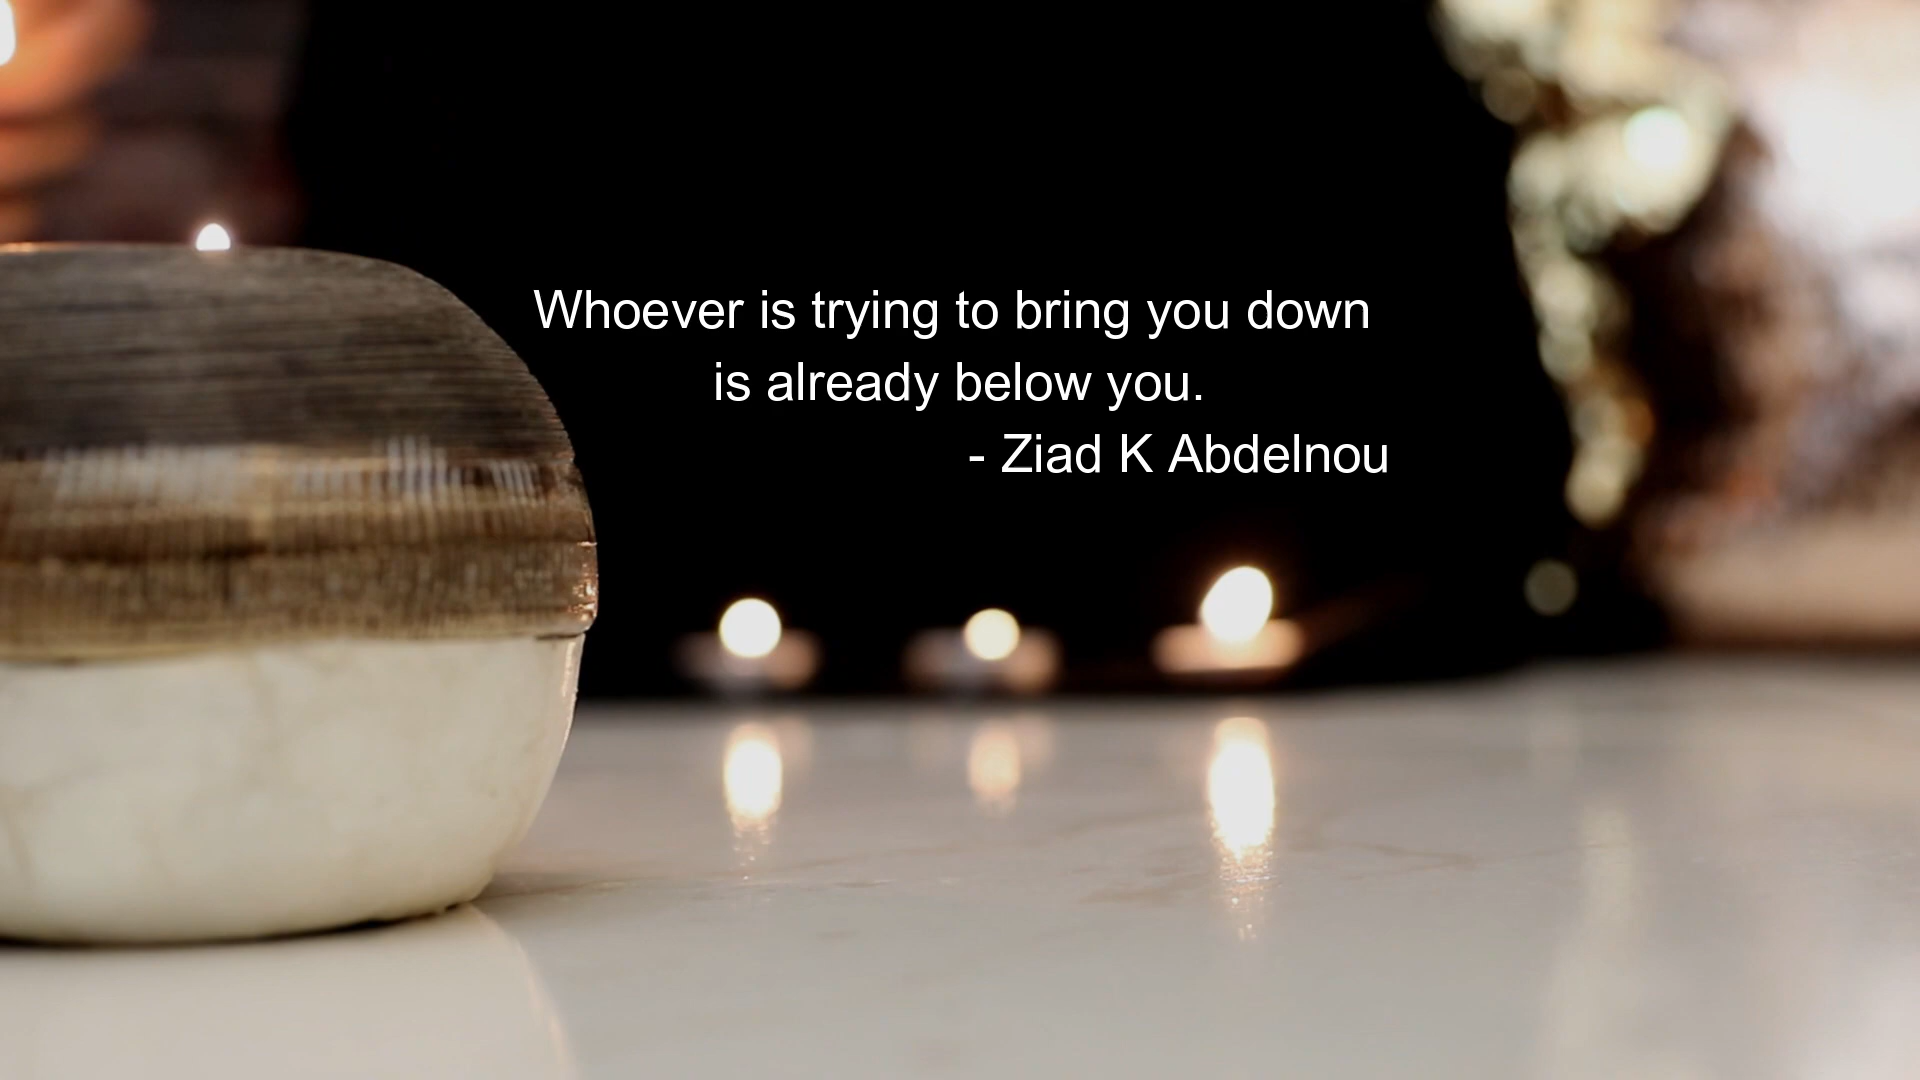 Whoever is trying to bring you down
is already below you.
- Ziad K Abdelnou